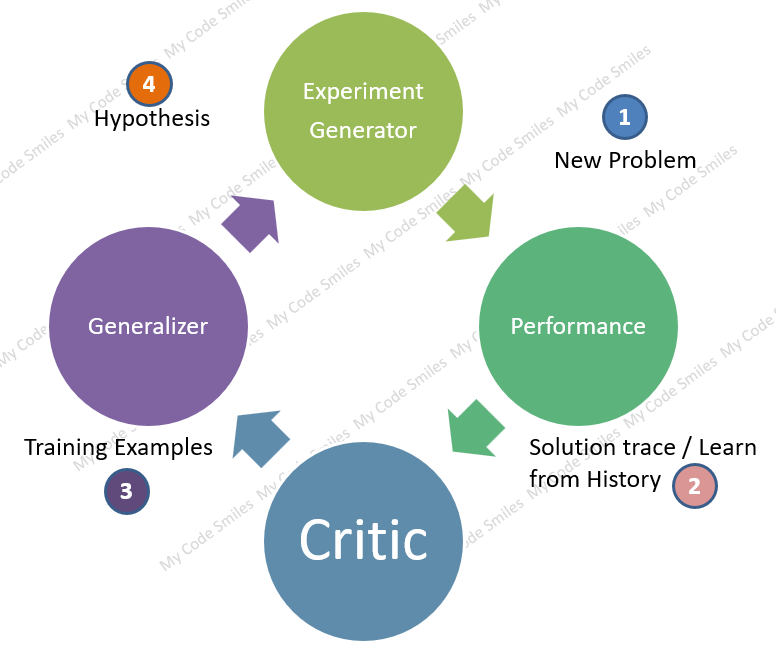 Experiment
Generator
4
Hypothesis
1
New Problem
Generalizer
Performance
Training Examples
3
Solution trace / Learn
from History
2
Critic
My Code Smiles